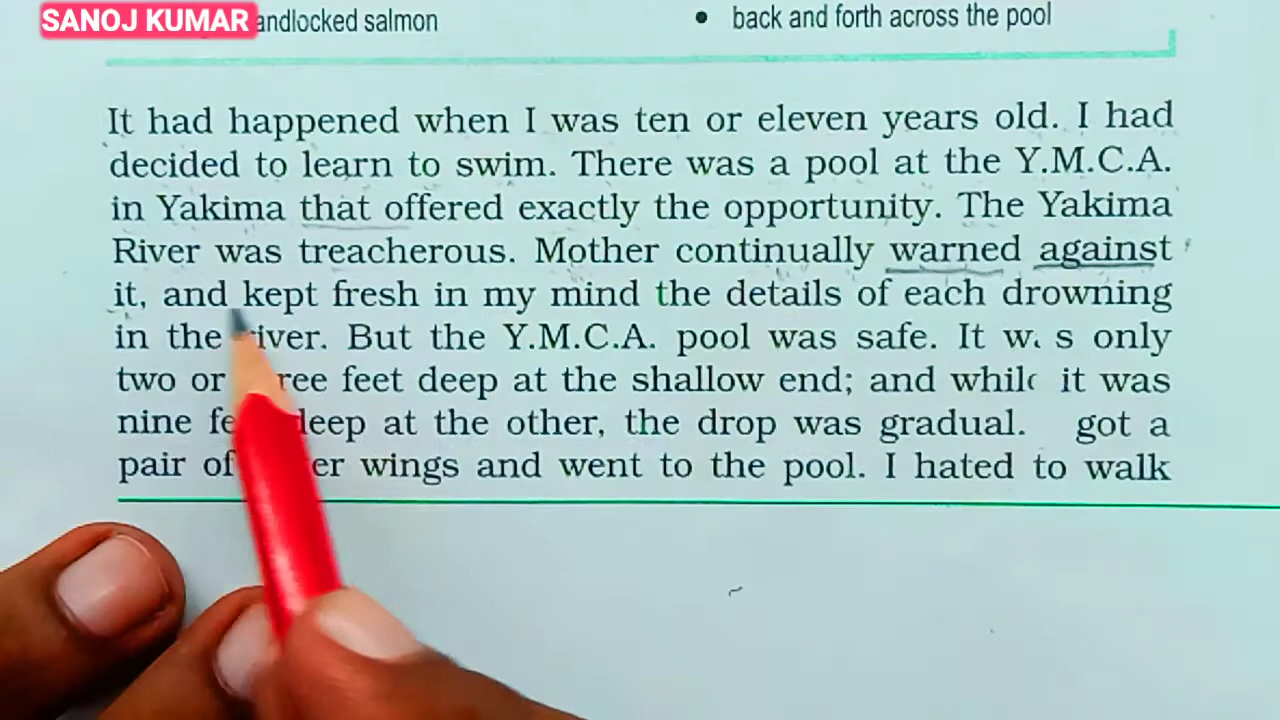 SANOJ KUMAR andlocked salmon
• back and forth across the pool
It had happened when I was ten or eleven years old. I had
decided to learn to swim. There was a pool at the Y.M.C.A.
in Yakima that offered exactly the opportunity. The Yakima
River was treacherous. Mother continually warned against
it, and kept fresh in my mind the details of each drowning
in the iver. But the Y.M.C.A. pool was safe. It w s only
two or ree feet deep at the shallow end; and whil it was
nine fe deep at the other, the drop was gradual. got a
pair of er wings and went to the pool. I hated to walk